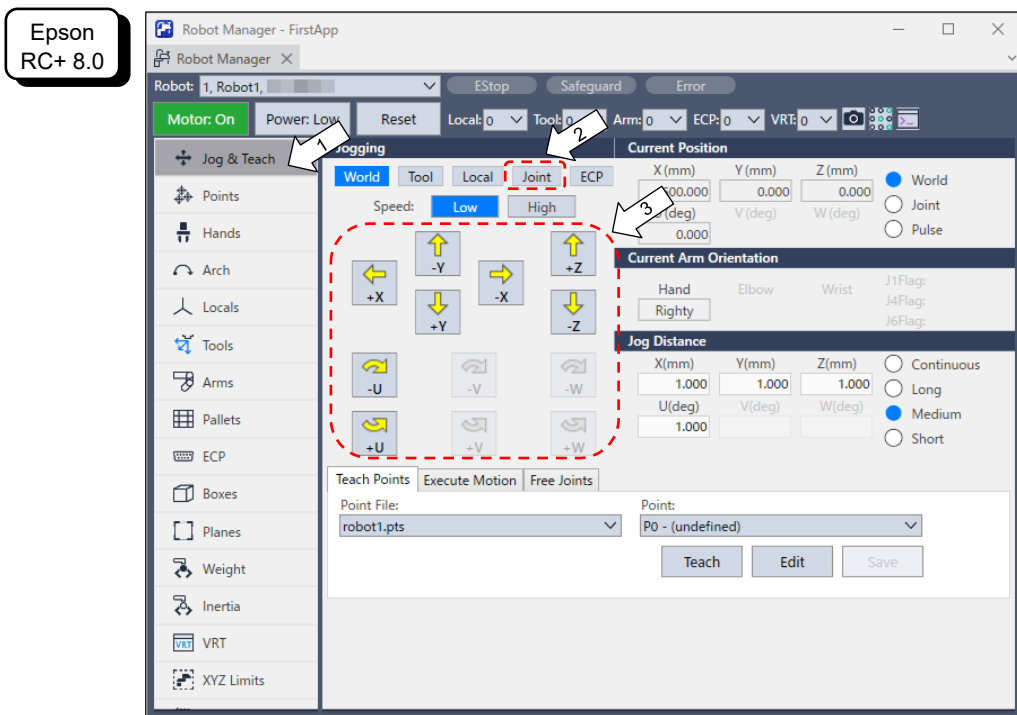 Epson
RC+ 8.0
Robot Manager - FirstApp
Robot Manager
Robot: 1, Robot1,
EStop Safeguard Error
Motor: On Power: Low Reset Local: 0 Tool: 0 Arm: 0 ECP: 0 VRT: 0
Jog & Teach
Points
Hands
Arch
Locals
Tools
Arms
Pallets
ECP
Boxes
Planes
Weight
Inertia
VRT VRT
XYZ Limits
1
2
3
Jogging
World Tool Local Joint ECP
Speed: Low High
-Y +Z
+X -X
+Y -Z
-U -V -W
+U +V +W
Current Position
X (mm) Y (mm) Z (mm)
0.000 0.000
(deg) V (deg) W (deg)
0.000
World
Joint
Pulse
Current Arm Orientation
Hand Elbow Wrist
Righty
J1Flag:
J4Flag:
J6Flag:
Jog Distance
X(mm) Y(mm) Z(mm)
1.000 1.000 1.000
U(deg) V(deg) W(deg)
1.000
Continuous
Long
Medium
Short
Teach Points Execute Motion Free Joints
Point File: Point:
robot1.pts P0 - (undefined)
Teach Edit Save